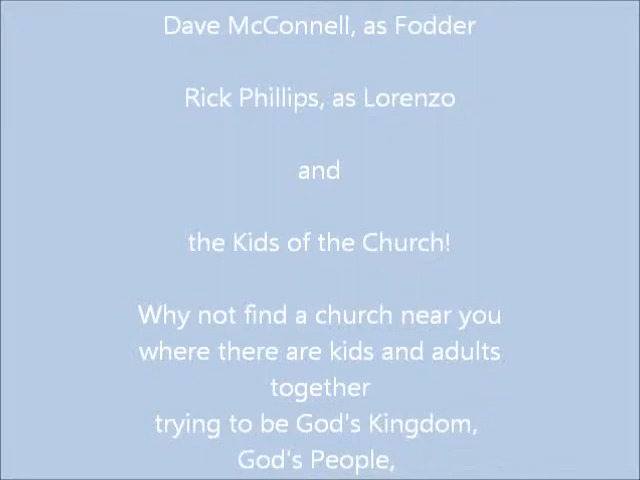 Dave McConnell, as Fodder
Rick Phillips, as Lorenzo
and
the Kids of the Church!
Why not find a church near you
where there are kids and adults
together
trying to be God's Kingdom,
God's People,